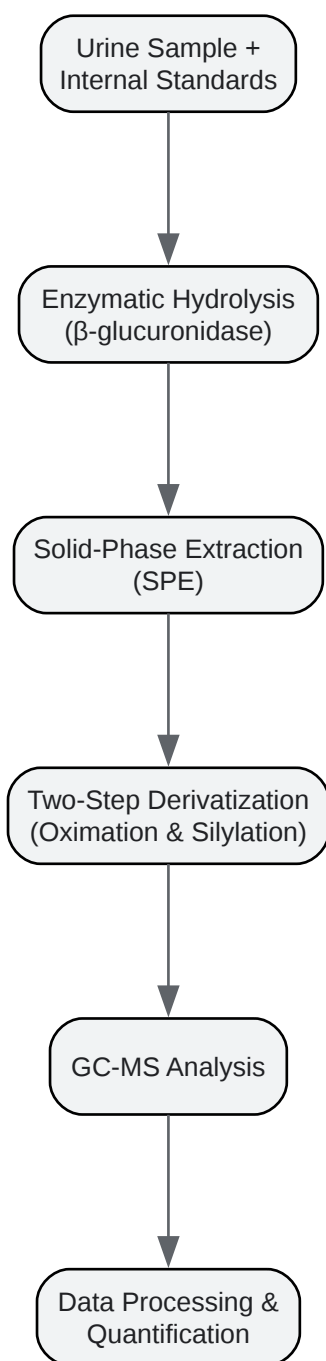 Urine Sample +
Internal Standards
Enzymatic Hydrolysis
(β-glucuronidase)
Solid-Phase Extraction
(SPE)
Two-Step Derivatization
(Oximation & Silylation)
GC-MS Analysis
Data Processing &
Quantification